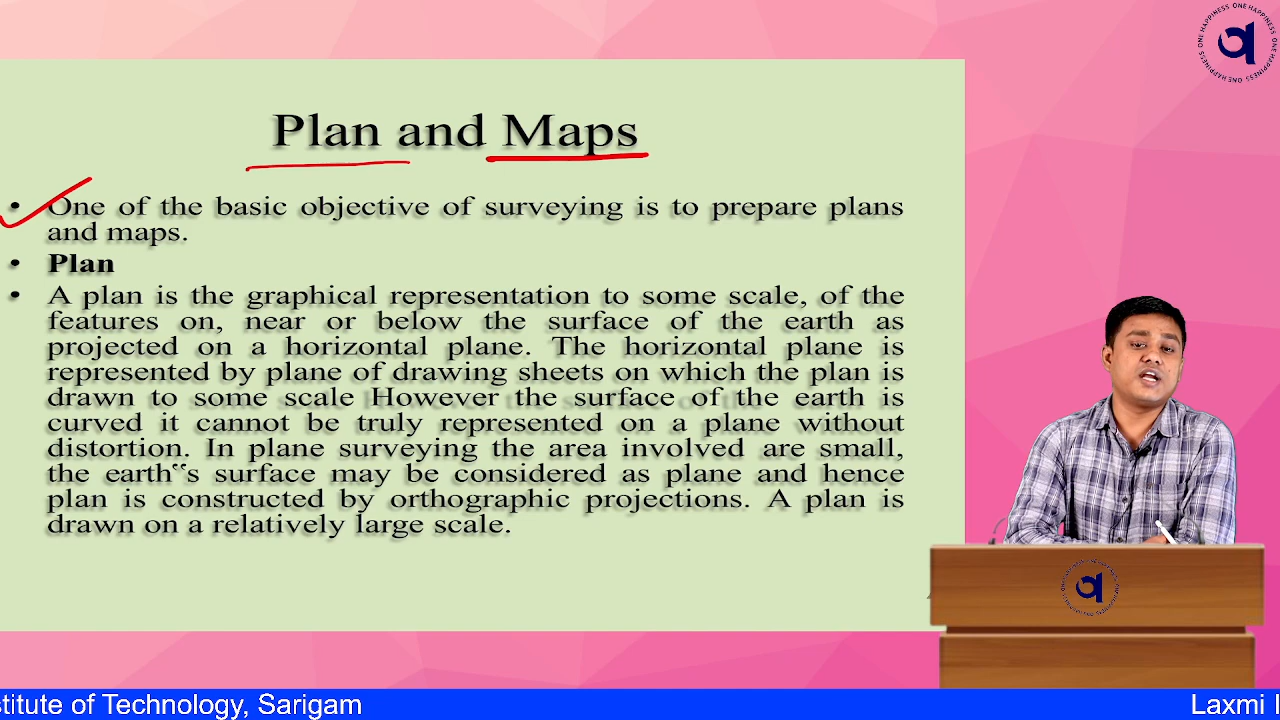 ONE HAPPINESS ONE HAPPINESS ONE HAPPINESS
Plan and Maps
• One of the basic objective of surveying is to prepare plans
and maps.
• Plan
• A plan is the graphical representation to some scale, of the
features on, near or below the surface of the earth as
projected on a horizontal plane. The horizontal plane is
represented by plane of drawing sheets on which the plan is
drawn to some scale However the surface of the earth is
curved it cannot be truly represented on a plane without
distortion. In plane surveying the area involved are small,
the earth‟s surface may be considered as plane and hence
plan is constructed by orthographic projections. A plan is
drawn on a relatively large scale.
stitute of Technology, Sarigam
Laxmi I